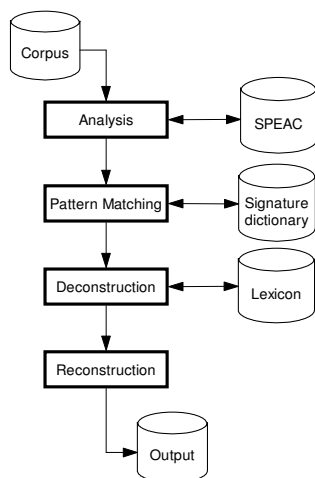 Corpus
Analysis
SPEAC
Pattern Matching
Signature
dictionary
Deconstruction
Lexicon
Reconstruction
Output